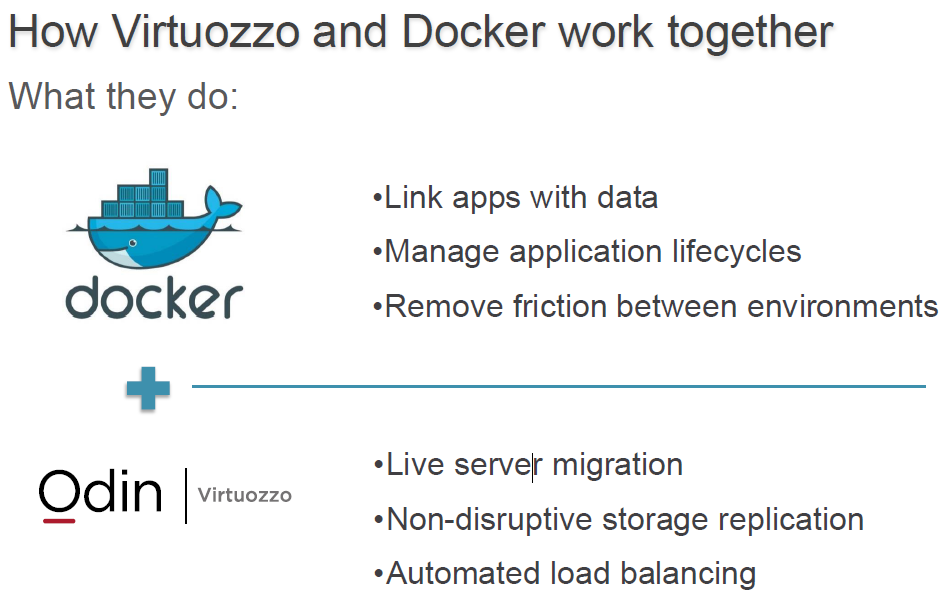 How Virtuozzo and Docker work together
What they do:
docker
•Link apps with data
•Manage application lifecycles
•Remove friction between environments
Odin | Virtuozzo
•Live server migration
•Non-disruptive storage replication
•Automated load balancing